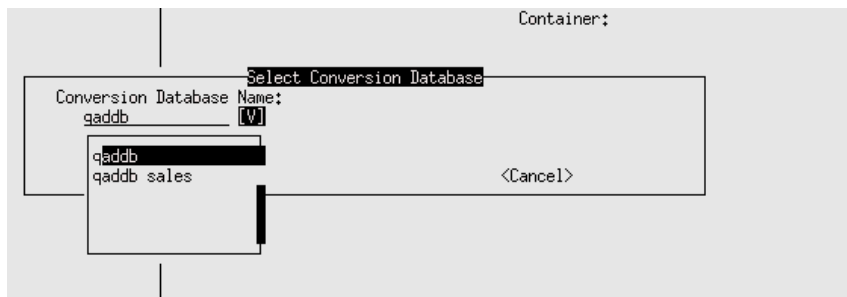 Container:
Select Conversion Database
Conversion Database Name:
qaddb [V]
qaddb
qaddb sales
<Cancel>